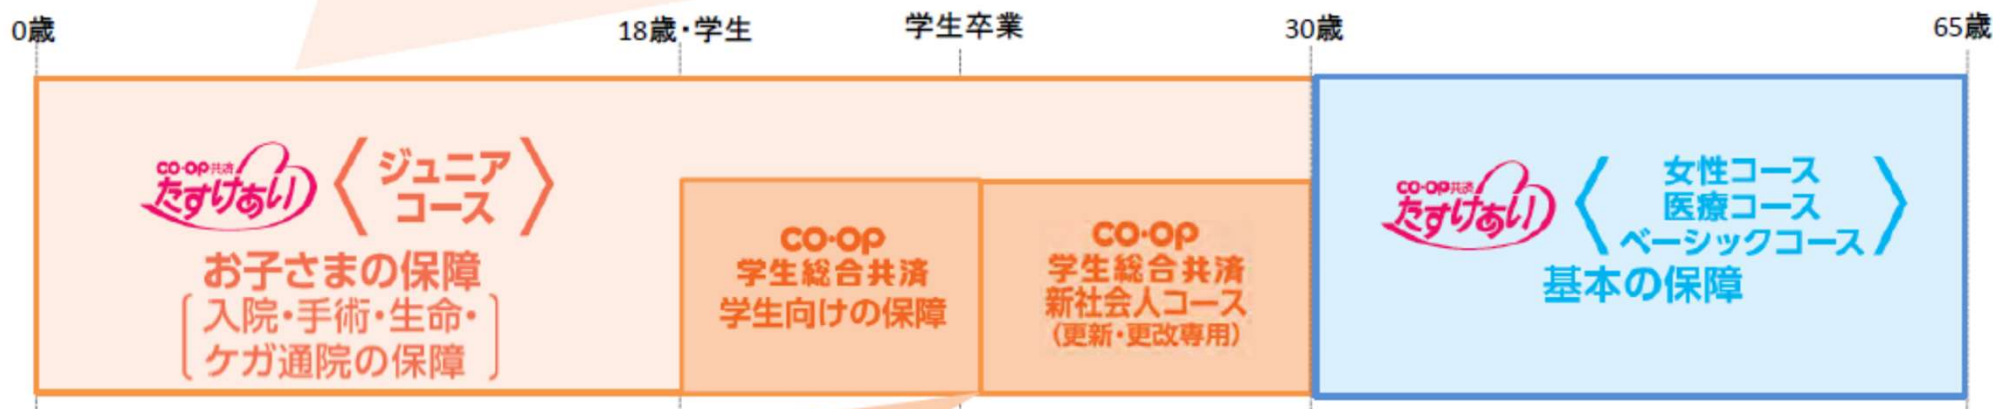 0歳
18歳・学生
学生卒業
30歳
65歳
CO・OP共済
たすけあい
ジュニア
コース
お子さまの保障
入院・手術・生命・
ケガ通院の保障
CO・OP
学生総合共済
学生向けの保障
CO・OP
学生総合共済
新社会人コース
(更新・更改専用)
CO・OP共済
たすけあい
女性コース
医療コース
ベーシックコース
基本の保障